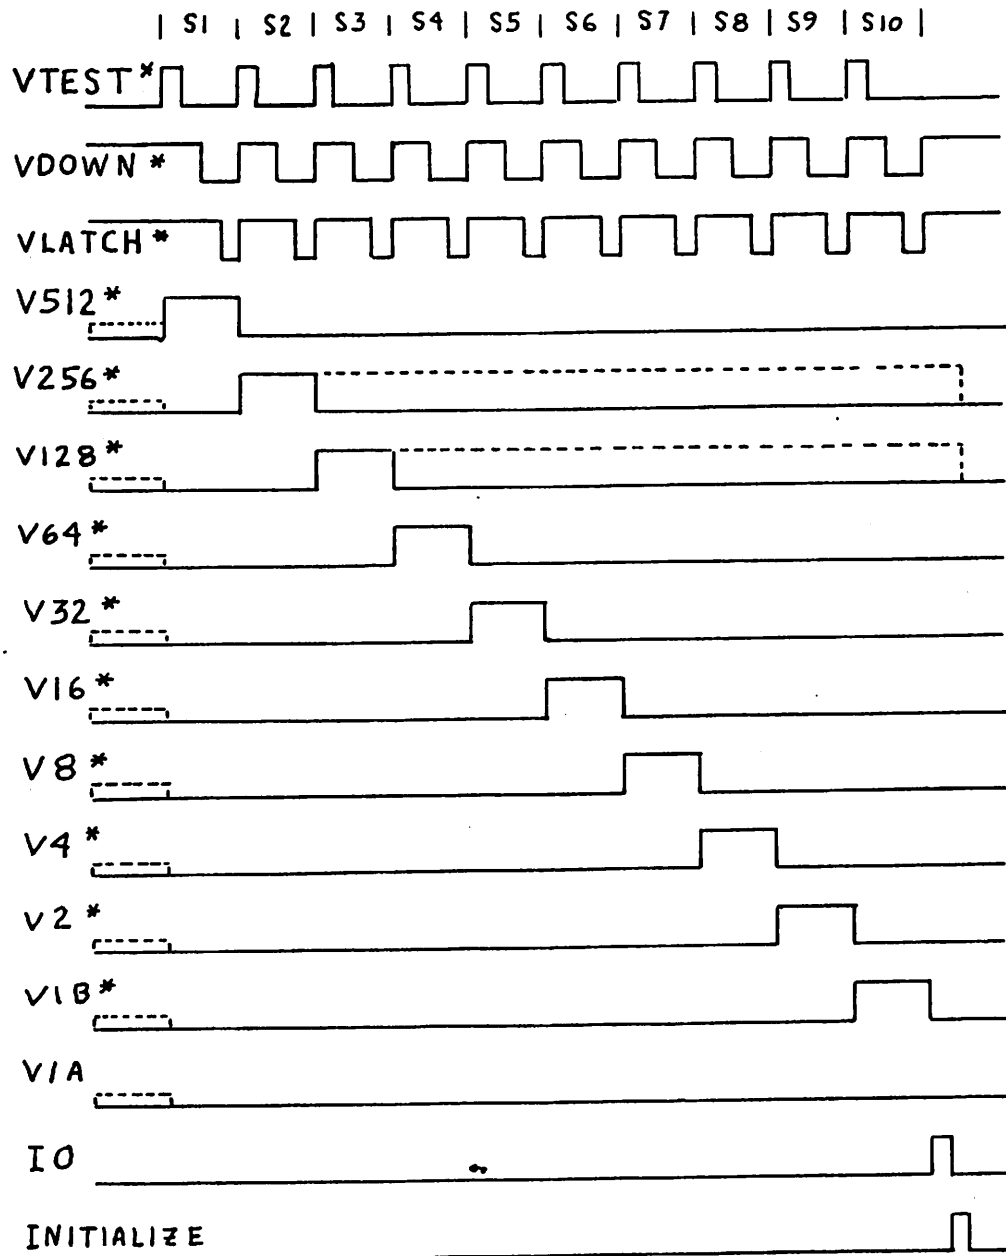 | S1 | S2 | S3 | S4 | S5 | S6 | S7 | S8 | S9 | S10 |
VTEST*
VDOWN*
VLATCH*
V512*
V256*
V128*
V64*
V32*
V16*
V8*
V4*
V2*
V1B*
V1A
IO
INITIALIZE